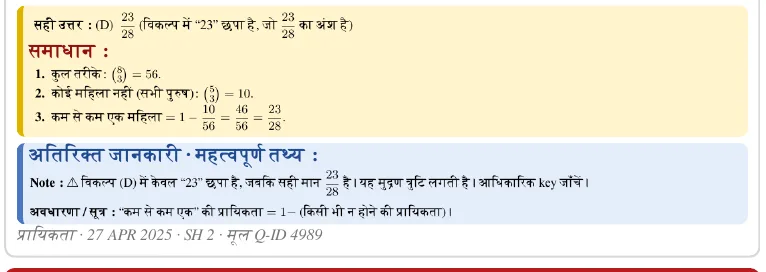 सही उत्तर : (D) 23/28 (विकल्प में “23” छपा है, जो 23/28 का अंश है)
समाधान :
1. कुल तरीके: (8 3) = 56.
2. कोई महिला नहीं (सभी पुरुष): (5 3) = 10.
3. कम से कम एक महिला = 1 − 10/56 = 46/56 = 23/28.
अतिरिक्त जानकारी · महत्वपूर्ण तथ्य :
Note : ⚠ विकल्प (D) में केवल “23” छपा है, जबकि सही मान 23/28 है। यह मुद्रण त्रुटि लगती है। आधिकारिक key जाँचें।
अवधारणा / सूत्र : “कम से कम एक” की प्रायिकता = 1− (किसी भी न होने की प्रायिकता)।
प्रायिकता · 27 APR 2025 · SH 2 · मूल Q-ID 4989